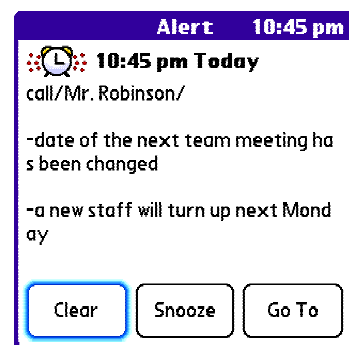 Alert 10:45 pm
10:45 pm Today
call/Mr. Robinson/
-date of the next team meeting ha
s been changed
-a new staff will turn up next Mond
ay
Clear Snooze Go To